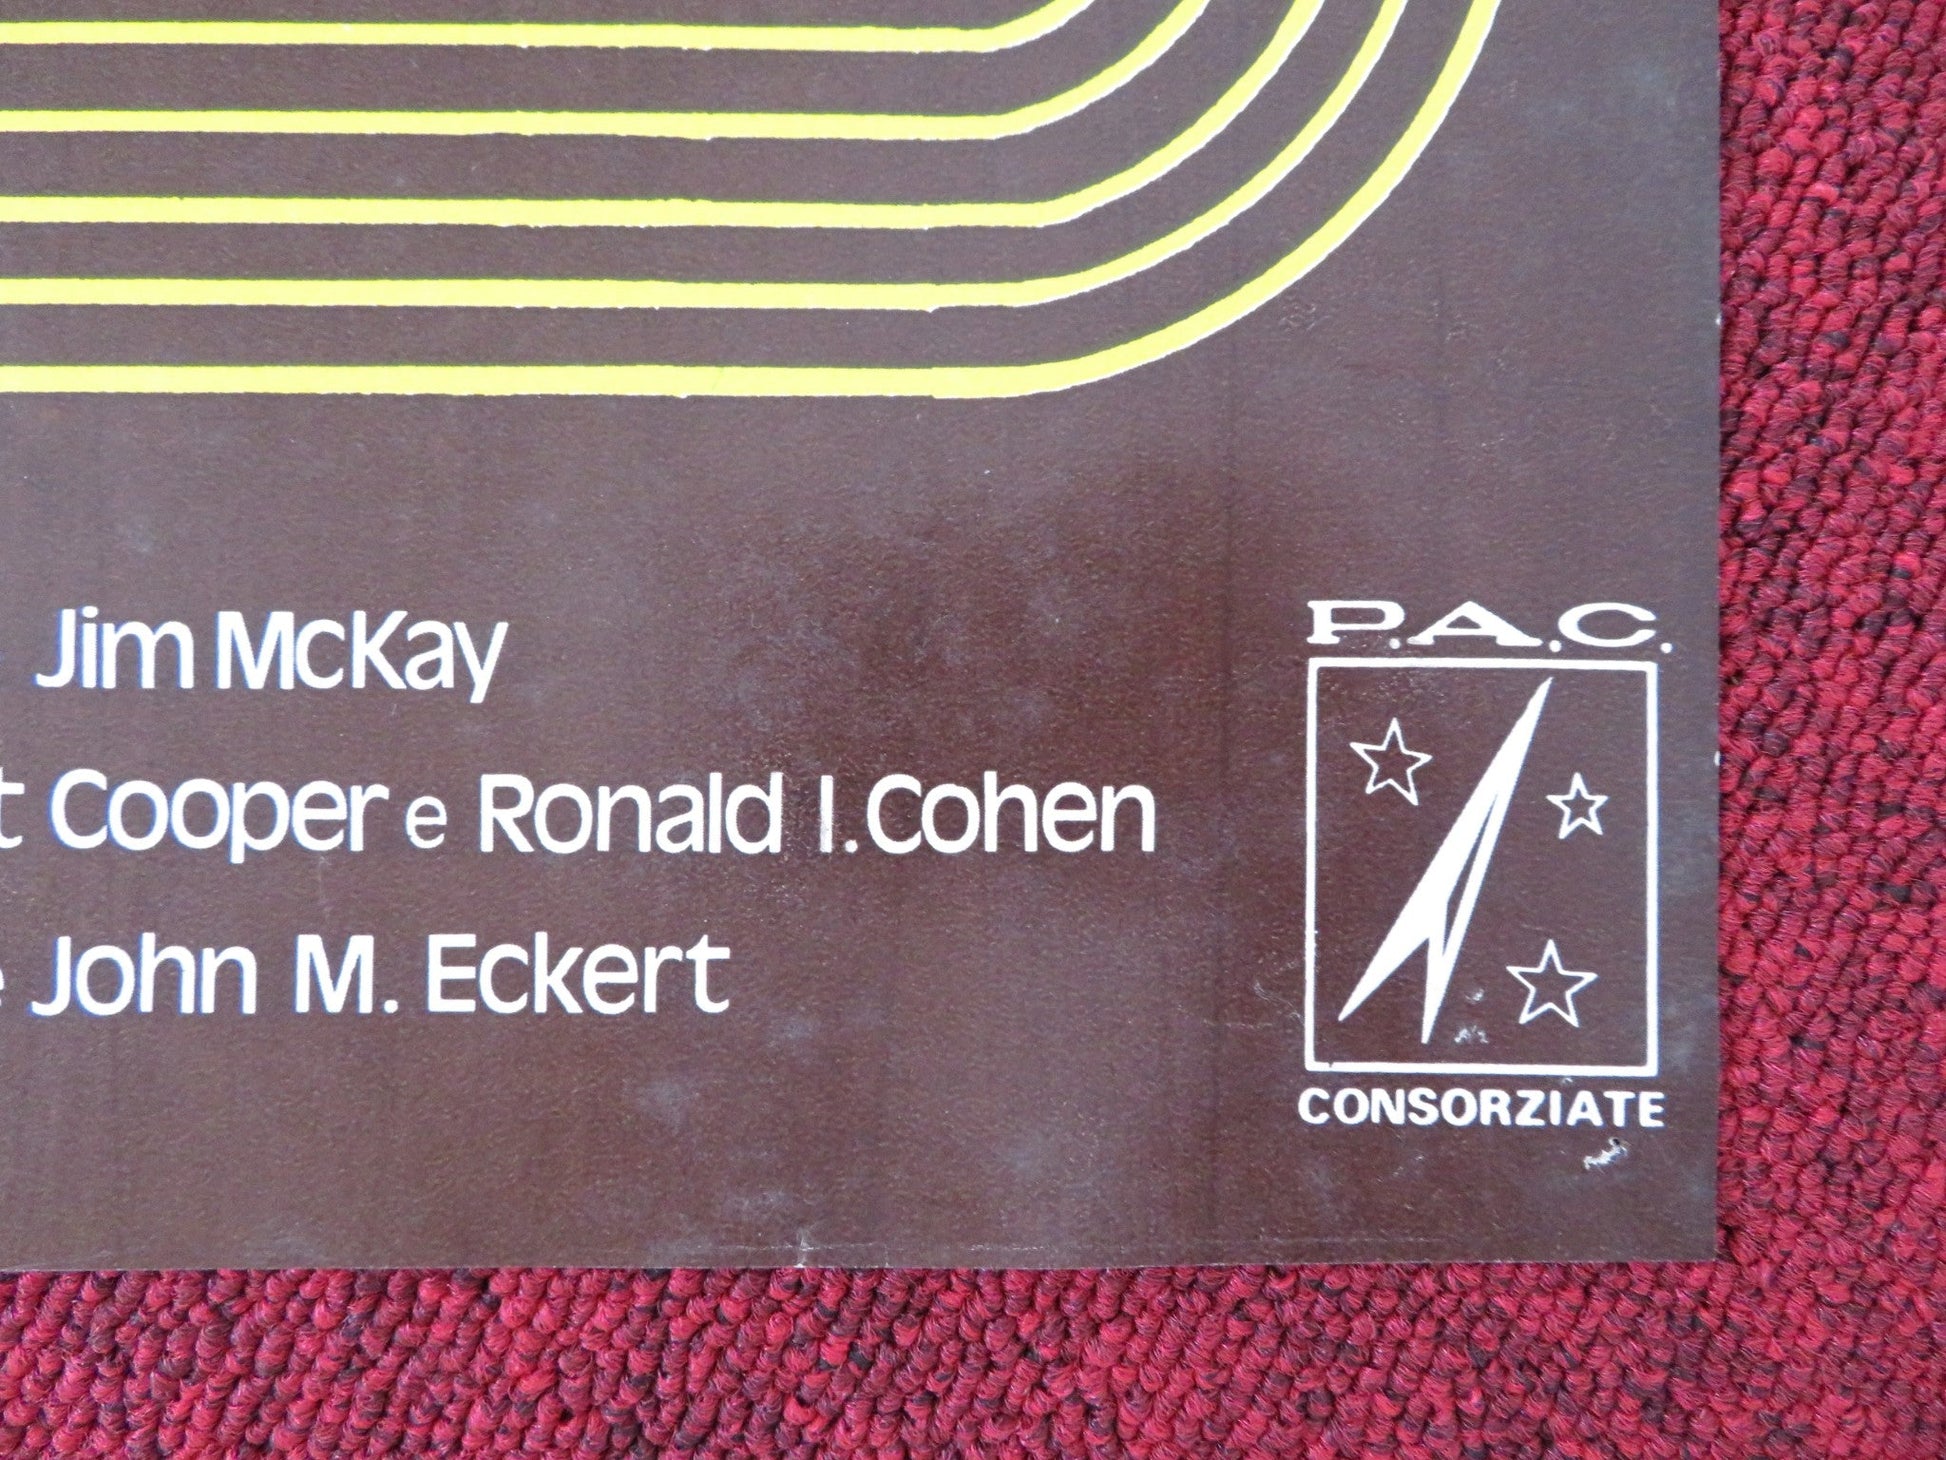 Jim McKay
t Cooper e Ronald I. Cohen
e John M. Eckert
P.A.C.
CONSORZIATE